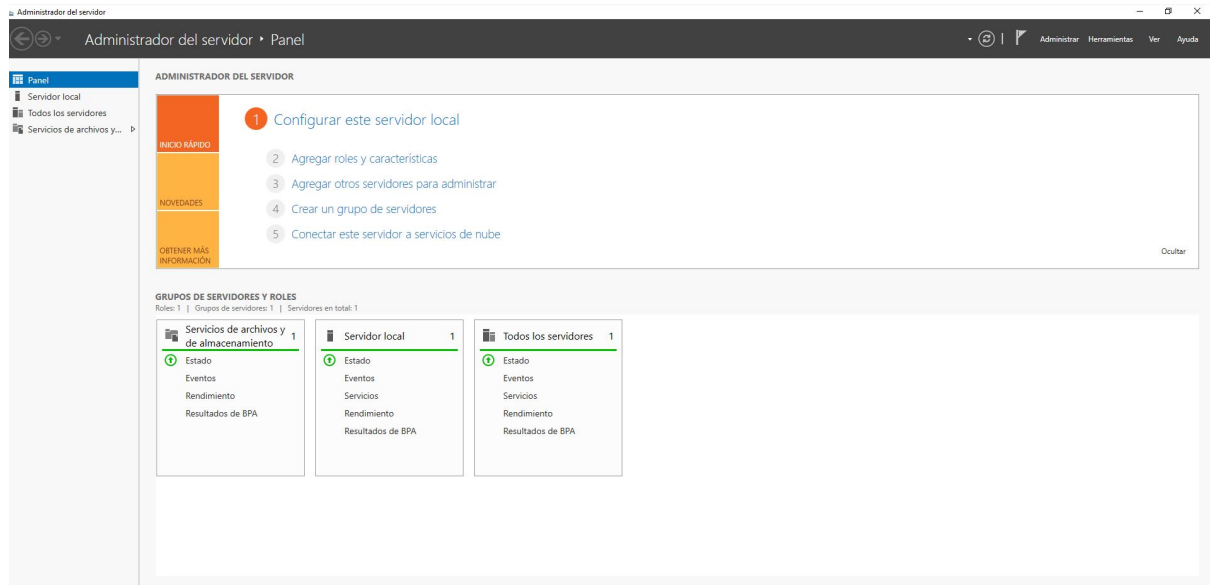 Administrador del servidor
Administrador del servidor ‣ Panel
Administrar Herramientas Ver Ayuda
Panel
Servidor local
Todos los servidores
Servicios de archivos y...
ADMINISTRADOR DEL SERVIDOR
INICIO RÁPIDO
NOVEDADES
OBTENER MÁS
INFORMACIÓN
1 Configurar este servidor local
2 Agregar roles y características
3 Agregar otros servidores para administrar
4 Crear un grupo de servidores
5 Conectar este servidor a servicios de nube
Ocultar
GRUPOS DE SERVIDORES Y ROLES
Roles: 1 | Grupos de servidores: 1 | Servidores en total: 1
Servicios de archivos y
de almacenamiento 1
Estado
Eventos
Rendimiento
Resultados de BPA
Servidor local 1
Estado
Eventos
Servicios
Rendimiento
Resultados de BPA
Todos los servidores 1
Estado
Eventos
Servicios
Rendimiento
Resultados de BPA